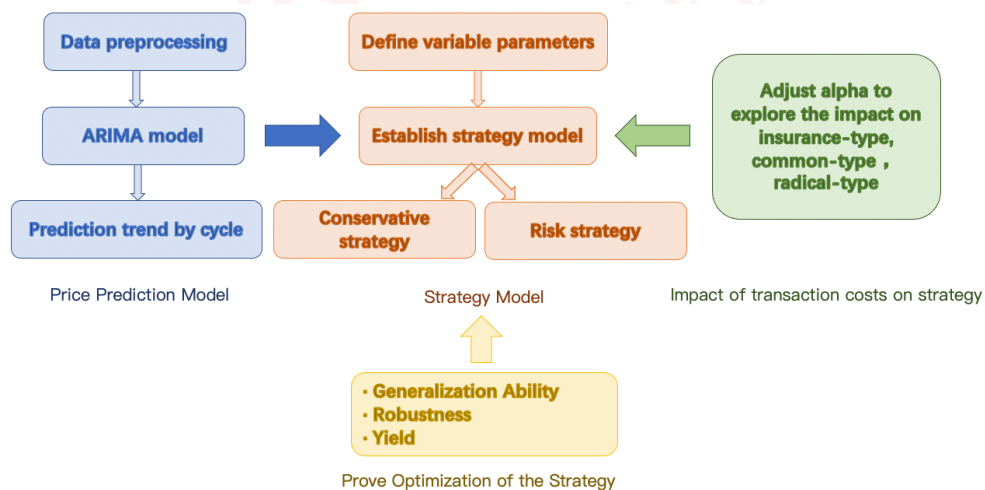 Data preprocessing
ARIMA model
Prediction trend by cycle
Price Prediction Model
Define variable parameters
Establish strategy model
Conservative
strategy
Risk strategy
Strategy Model
Adjust alpha to
explore the impact on
insurance-type,
common-type ，
radical-type
Impact of transaction costs on strategy
· Generalization Ability
· Robustness
· Yield
Prove Optimization of the Strategy